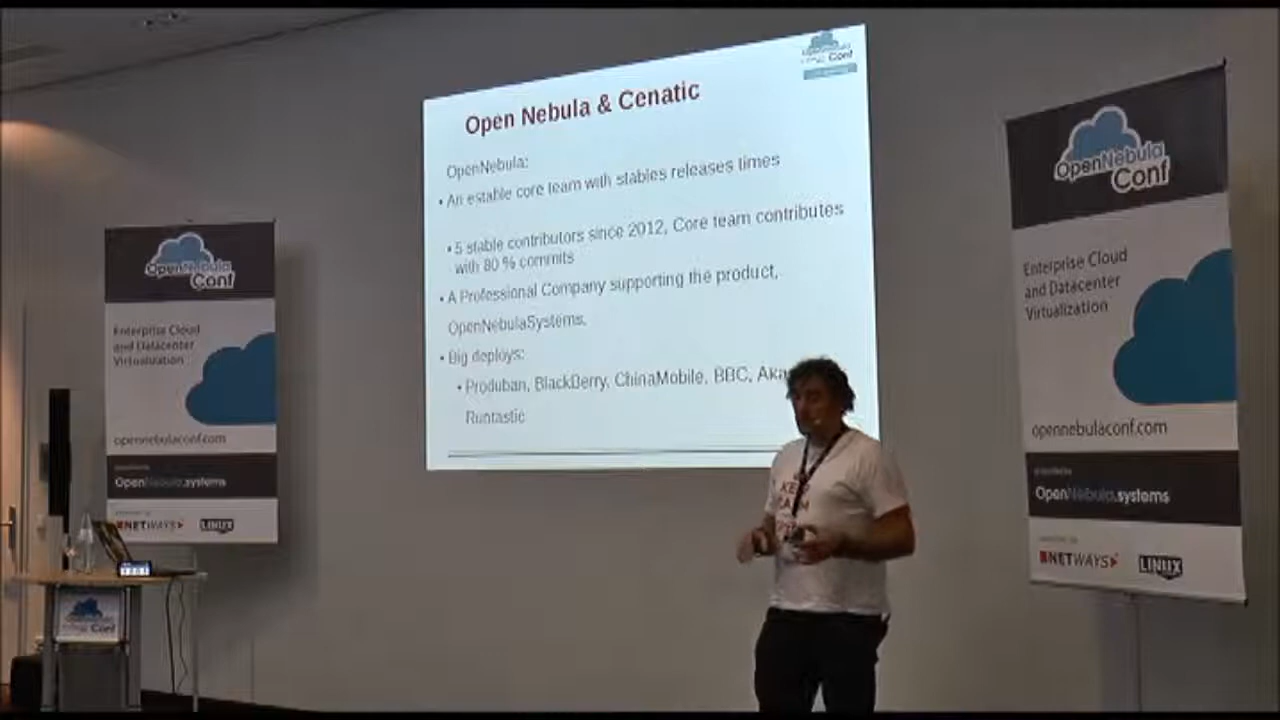 Open Nebula & Cenatic
OpenNebula:
• An estable core team with stables releases times
• 5 stable contributors since 2012, Core team contributes
with 80 % commits
• A Professional Company supporting the product,
OpenNebulaSystems,
• Big deploys:
• Produban, BlackBerry, ChinaMobile, BBC,
Runtastic
OpenNebula
Conf
OpenNebula
Conf
Enterprise Cloud
and Datacenter
Virtualization
opennebulaconf.com
OpenNebula.systems
NETWAYS
LINUX
Conf
OpenNebula
Conf
Enterprise Cloud
and Datacenter
Virtualization
opennebulaconf.com
OpenNebula.systems
NETWAYS
LINUX